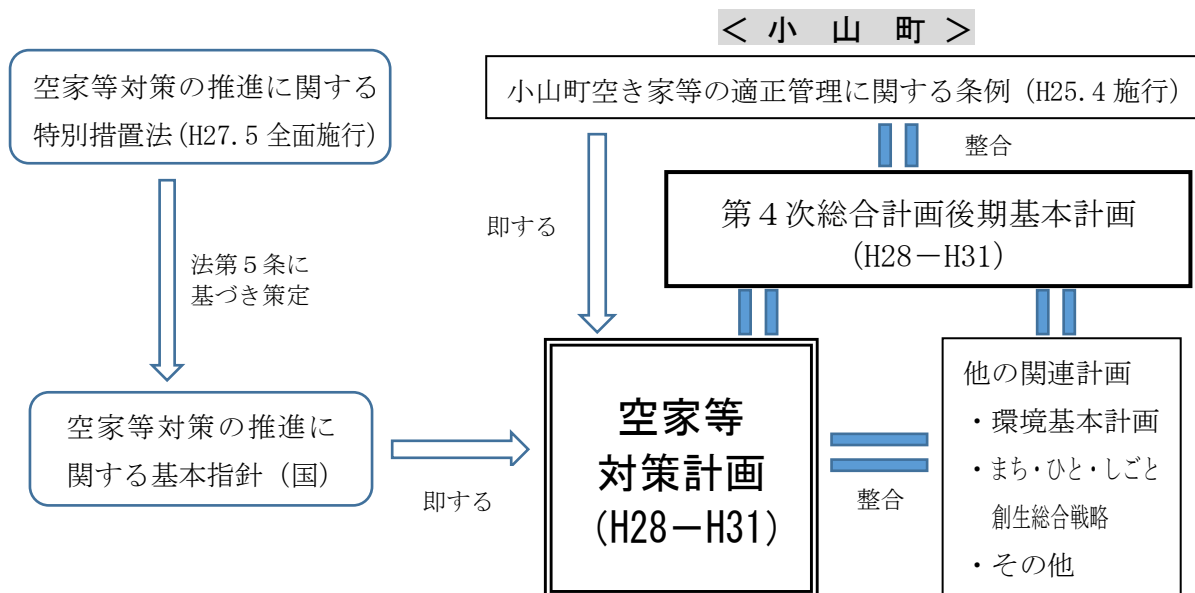 ＜ 小 山 町 ＞
空家等対策の推進に関する
特別措置法(H27.5 全面施行)
小山町空き家等の適正管理に関する条例（H25.4 施行）
整合
第４次総合計画後期基本計画
(H28－H31)
即する
法第５条に
基づき策定
空家等対策の推進に
関する基本指針（国）
即する
空家等
対策計画
(H28－H31)
整合
他の関連計画
・環境基本計画
・まち・ひと・しごと
創生総合戦略
・その他